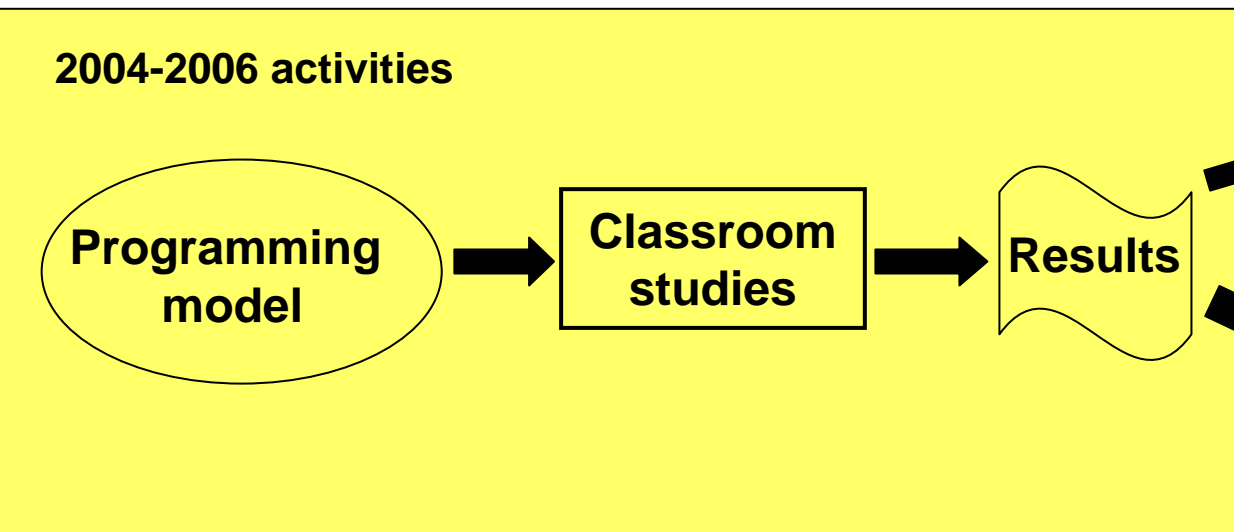 2004-2006 activities
Programming
model
Classroom
studies
Results